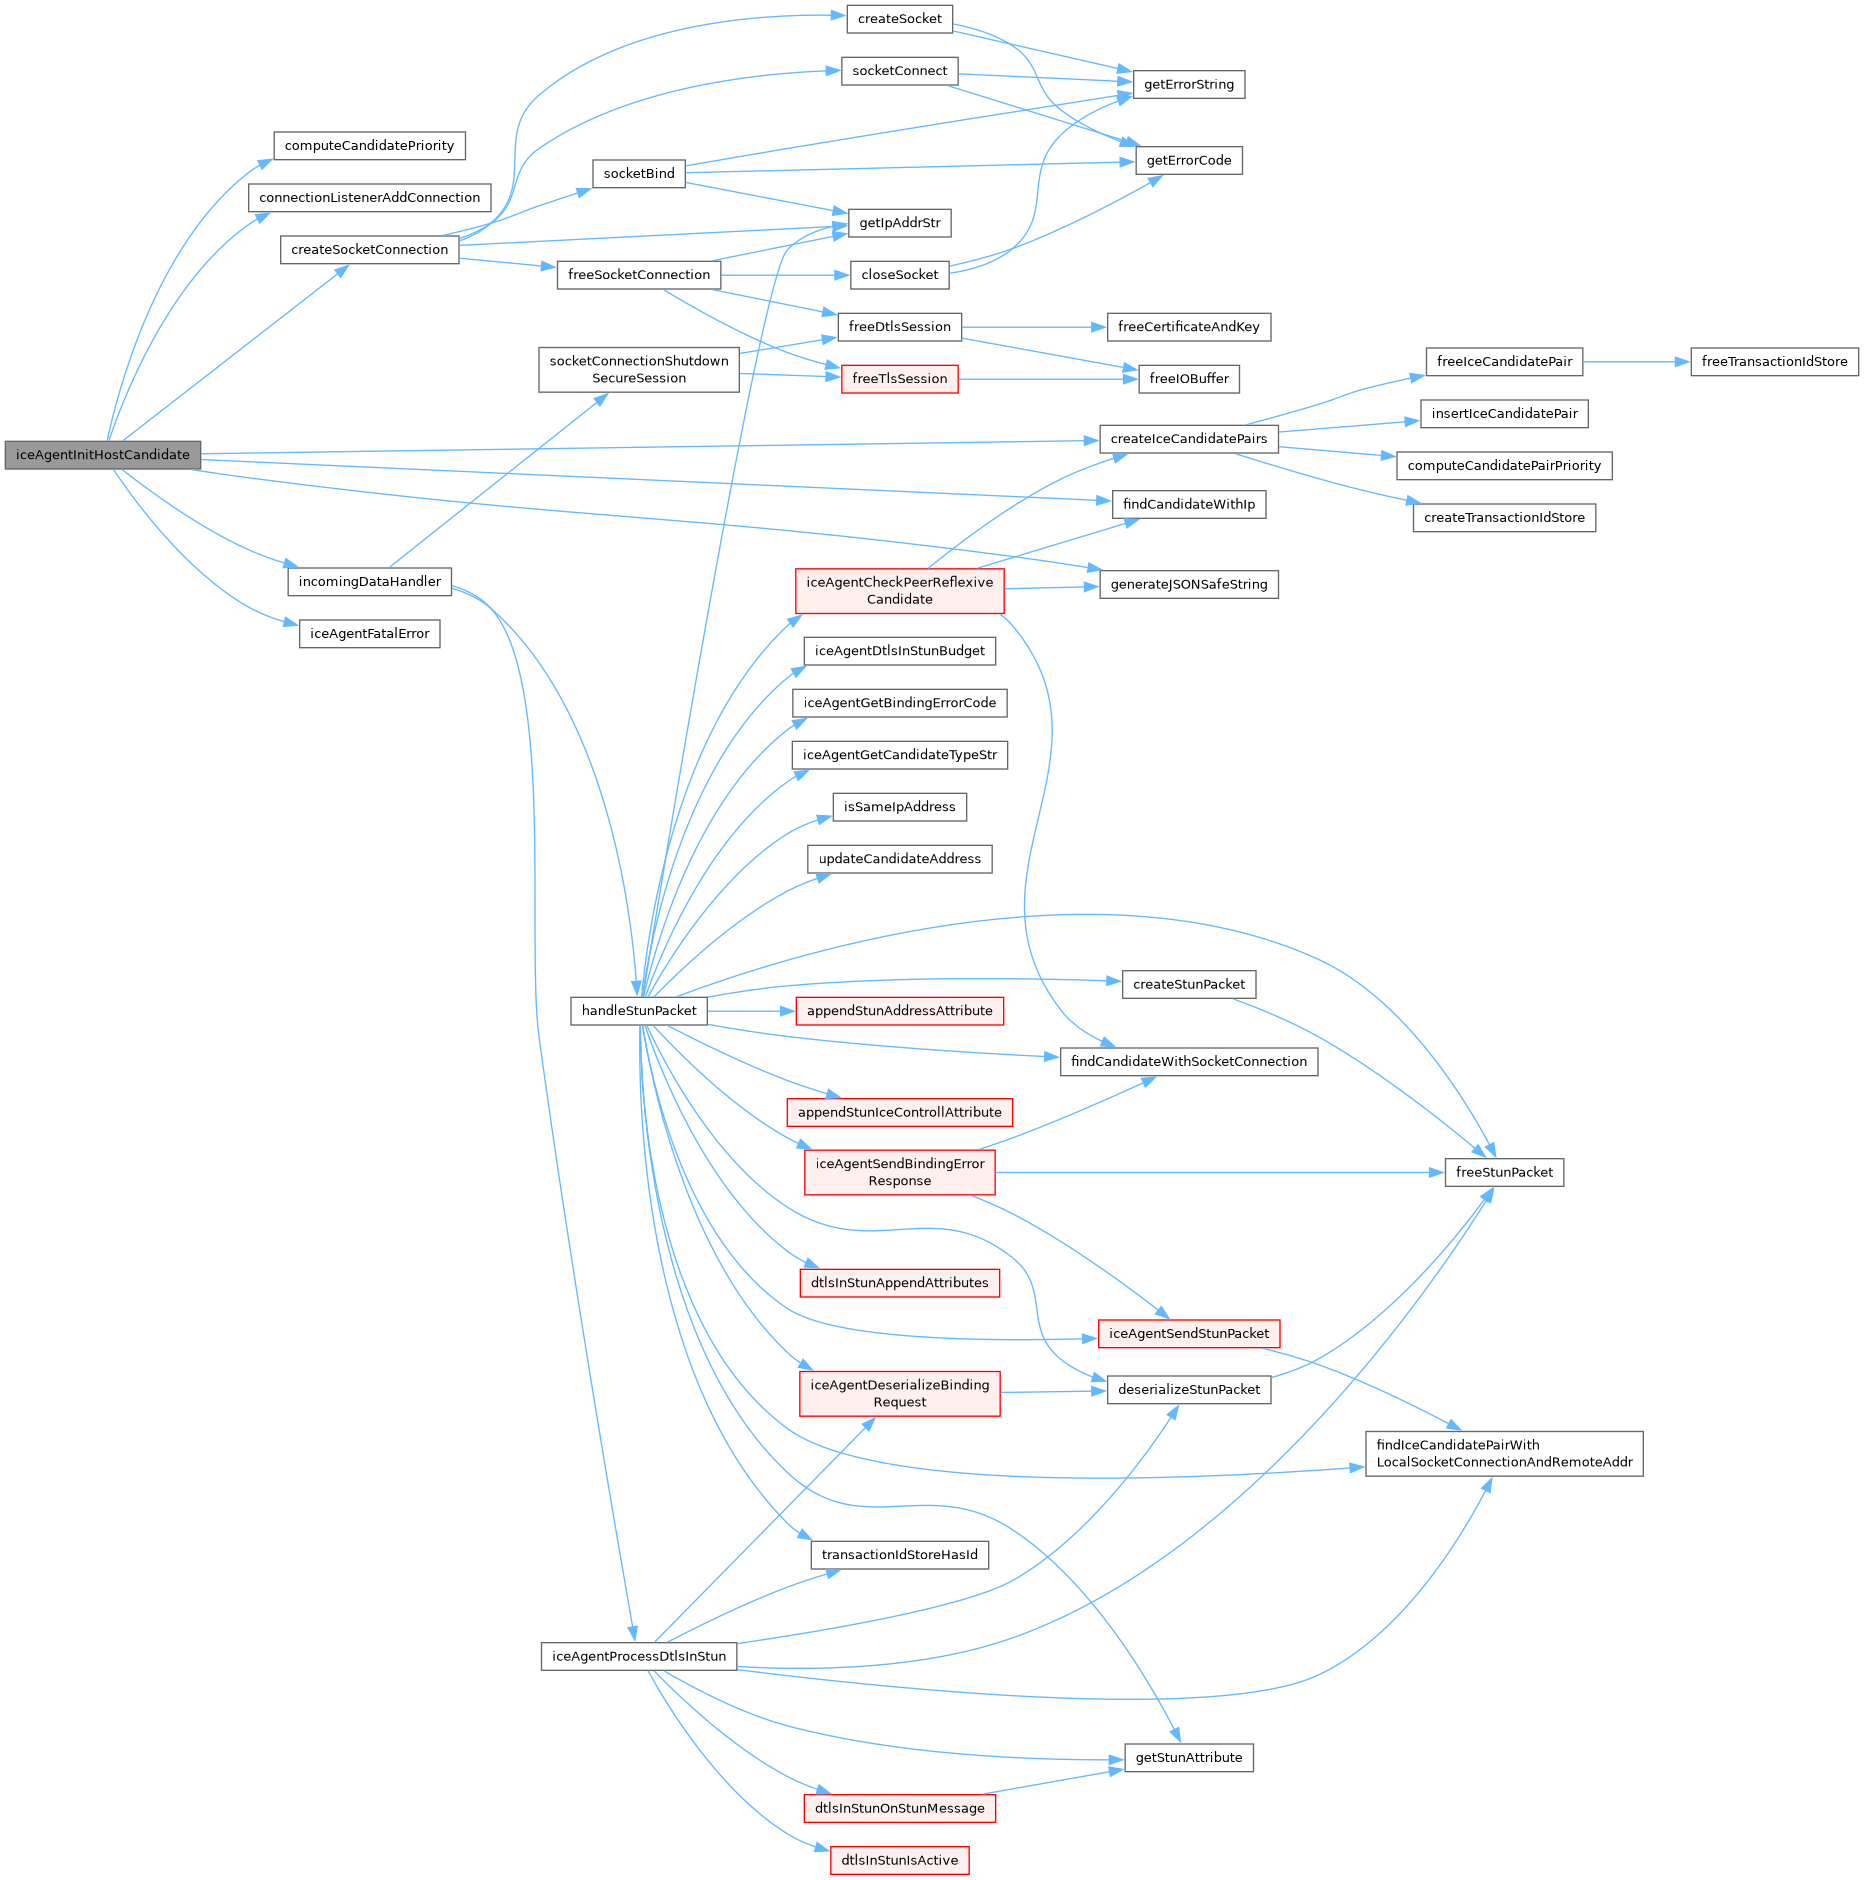 createSocket
socketConnect
getErrorString
computeCandidatePriority
getErrorCode
socketBind
connectionListenerAddConnection
getIpAddrStr
createSocketConnection
freeSocketConnection
closeSocket
freeDtlsSession
freeCertificateAndKey
socketConnectionShutdown
SecureSession
freeIceCandidatePair
freeTransactionIdStore
freeTlsSession
freeIOBuffer
insertIceCandidatePair
createIceCandidatePairs
iceAgentInitHostCandidate
computeCandidatePairPriority
findCandidateWithIp
createTransactionIdStore
incomingDataHandler
iceAgentCheckPeerReflexive
Candidate
generateJSONSafeString
iceAgentFatalError
iceAgentDtlsInStunBudget
iceAgentGetBindingErrorCode
iceAgentGetCandidateTypeStr
isSameIpAddress
updateCandidateAddress
createStunPacket
handleStunPacket
appendStunAddressAttribute
findCandidateWithSocketConnection
appendStunIceControllAttribute
iceAgentSendBindingError
Response
freeStunPacket
dtlsInStunAppendAttributes
iceAgentSendStunPacket
iceAgentDeserializeBinding
Request
deserializeStunPacket
findIceCandidatePairWith
LocalSocketConnectionAndRemoteAddr
transactionIdStoreHasId
iceAgentProcessDtlsInStun
getStunAttribute
dtlsInStunOnStunMessage
dtlsInStunIsActive